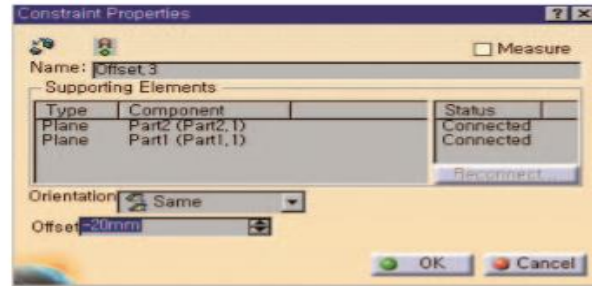 Constraint Properties
Measure
Name: Offset.3
Supporting Elements
Type Component Status
Plane Part2 (Part2.1) Connected
Plane Part1 (Part1.1) Connected
Reconnect...
Orientation Same
Offset -20mm
OK Cancel